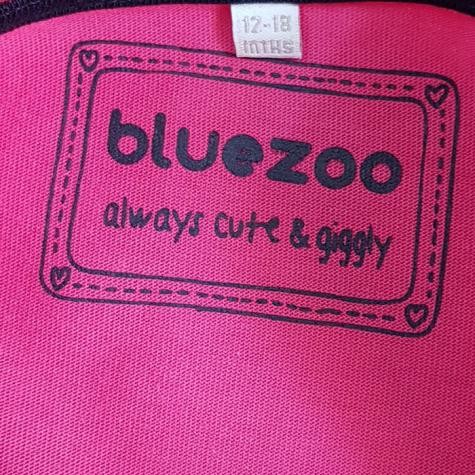 12-18
MTHS
bluezoo
always cute & giggly